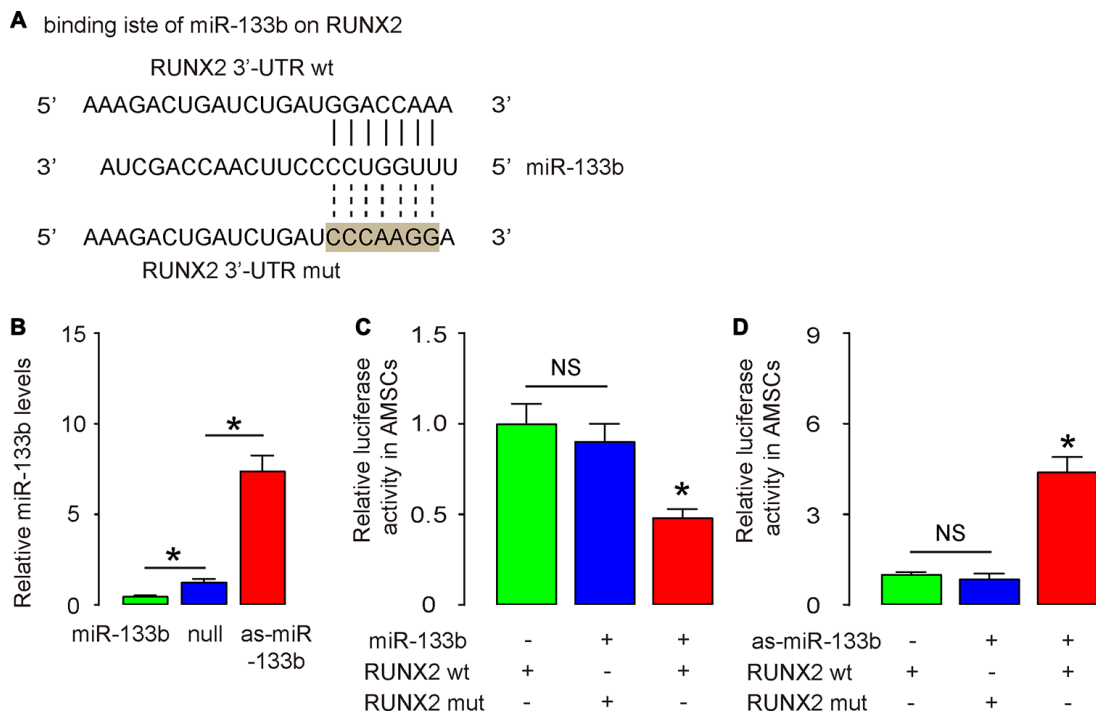 A binding iste of miR-133b on RUNX2
RUNX2 3’-UTR wt
5’ AAAGACUGAUCUGAUGGACCAAA 3’
3’ AUCGACCAACUUCCCCUGGUUU 5’ miR-133b
5’ AAAGACUGAUCUGAUCCCAAGGA 3’
RUNX2 3’-UTR mut
B
Relative miR-133b levels
15
10
5
0
*
*
miR-133b null as-miR
-133b
C
Relative luciferase
activity in AMSCs
1.5
1.0
0.5
0
NS
*
miR-133b - + +
RUNX2 wt + - +
RUNX2 mut - + -
D
Relative luciferase
activity in AMSCs
9
6
3
0
NS
*
as-miR-133b - + +
RUNX2 wt + - +
RUNX2 mut - + -